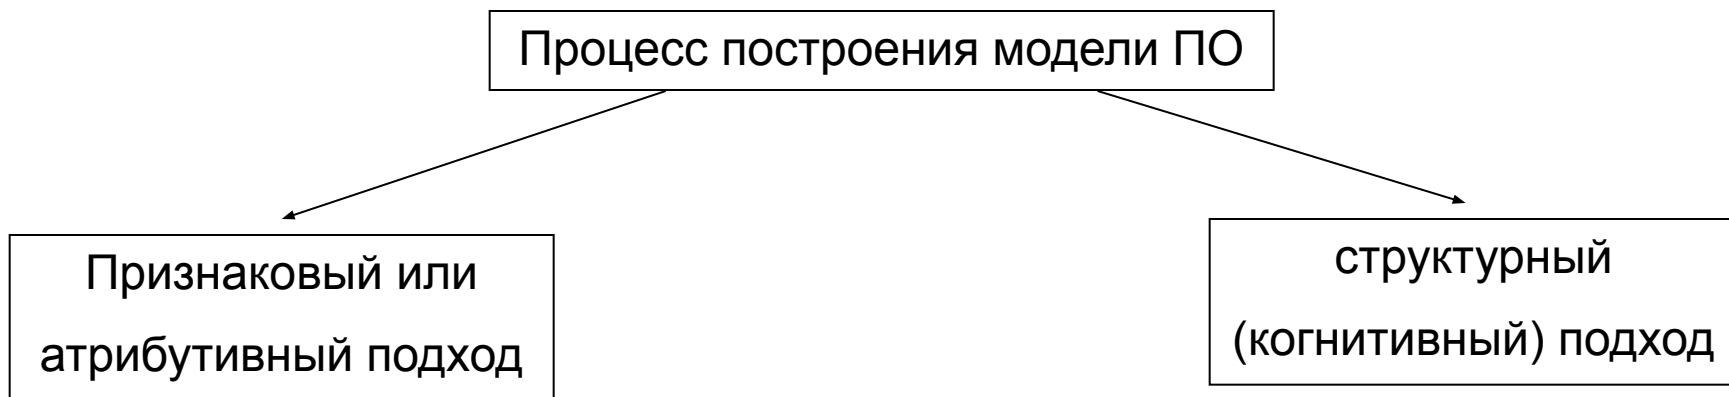 Процесс построения модели ПО
Признаковый или
атрибутивный подход
структурный
(когнитивный) подход